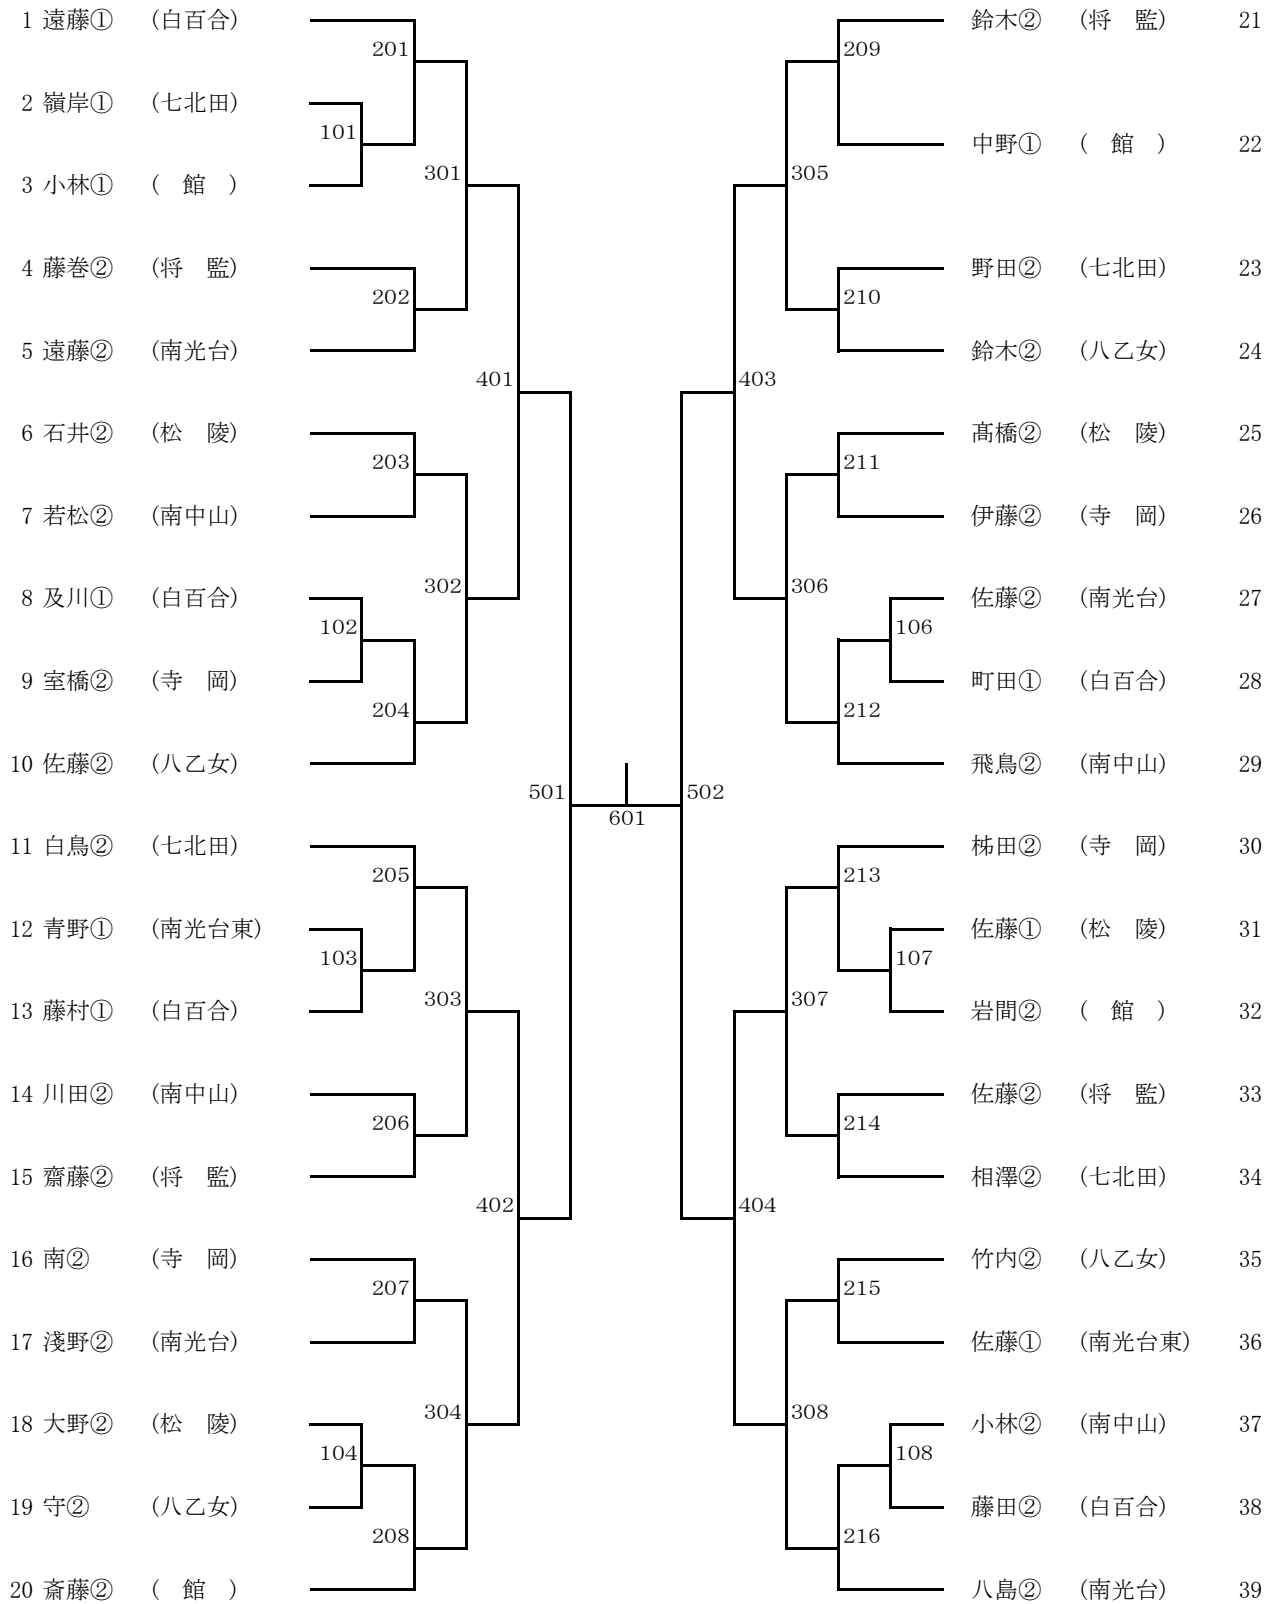 1 遠藤① (白百合)
201
2 嶺岸① (七北田)
101
3 小林① ( 館 )
301
4 藤巻② (将 監)
202
5 遠藤② (南光台)
401
6 石井② (松 陵)
203
7 若松② (南中山)
302
8 及川① (白百合)
102
9 室橋② (寺 岡)
204
10 佐藤② (八乙女)
501
11 白鳥② (七北田)
205
12 青野① (南光台東)
103
13 藤村① (白百合)
303
14 川田② (南中山)
206
15 齋藤② (将 監)
402
16 南② (寺 岡)
207
17 淺野② (南光台)
304
18 大野② (松 陵)
104
19 守② (八乙女)
208
20 斎藤② ( 館 )
601
鈴木② (将 監) 21
209
中野① ( 館 ) 22
305
野田② (七北田) 23
210
鈴木② (八乙女) 24
403
髙橋② (松 陵) 25
211
伊藤② (寺 岡) 26
306
佐藤② (南光台) 27
106
町田① (白百合) 28
212
飛鳥② (南中山) 29
502
柹田② (寺 岡) 30
213
佐藤① (松 陵) 31
107
岩間② ( 館 ) 32
307
佐藤② (将 監) 33
214
相澤② (七北田) 34
404
竹内② (八乙女) 35
215
佐藤① (南光台東) 36
308
小林② (南中山) 37
108
藤田② (白百合) 38
216
八島② (南光台) 39